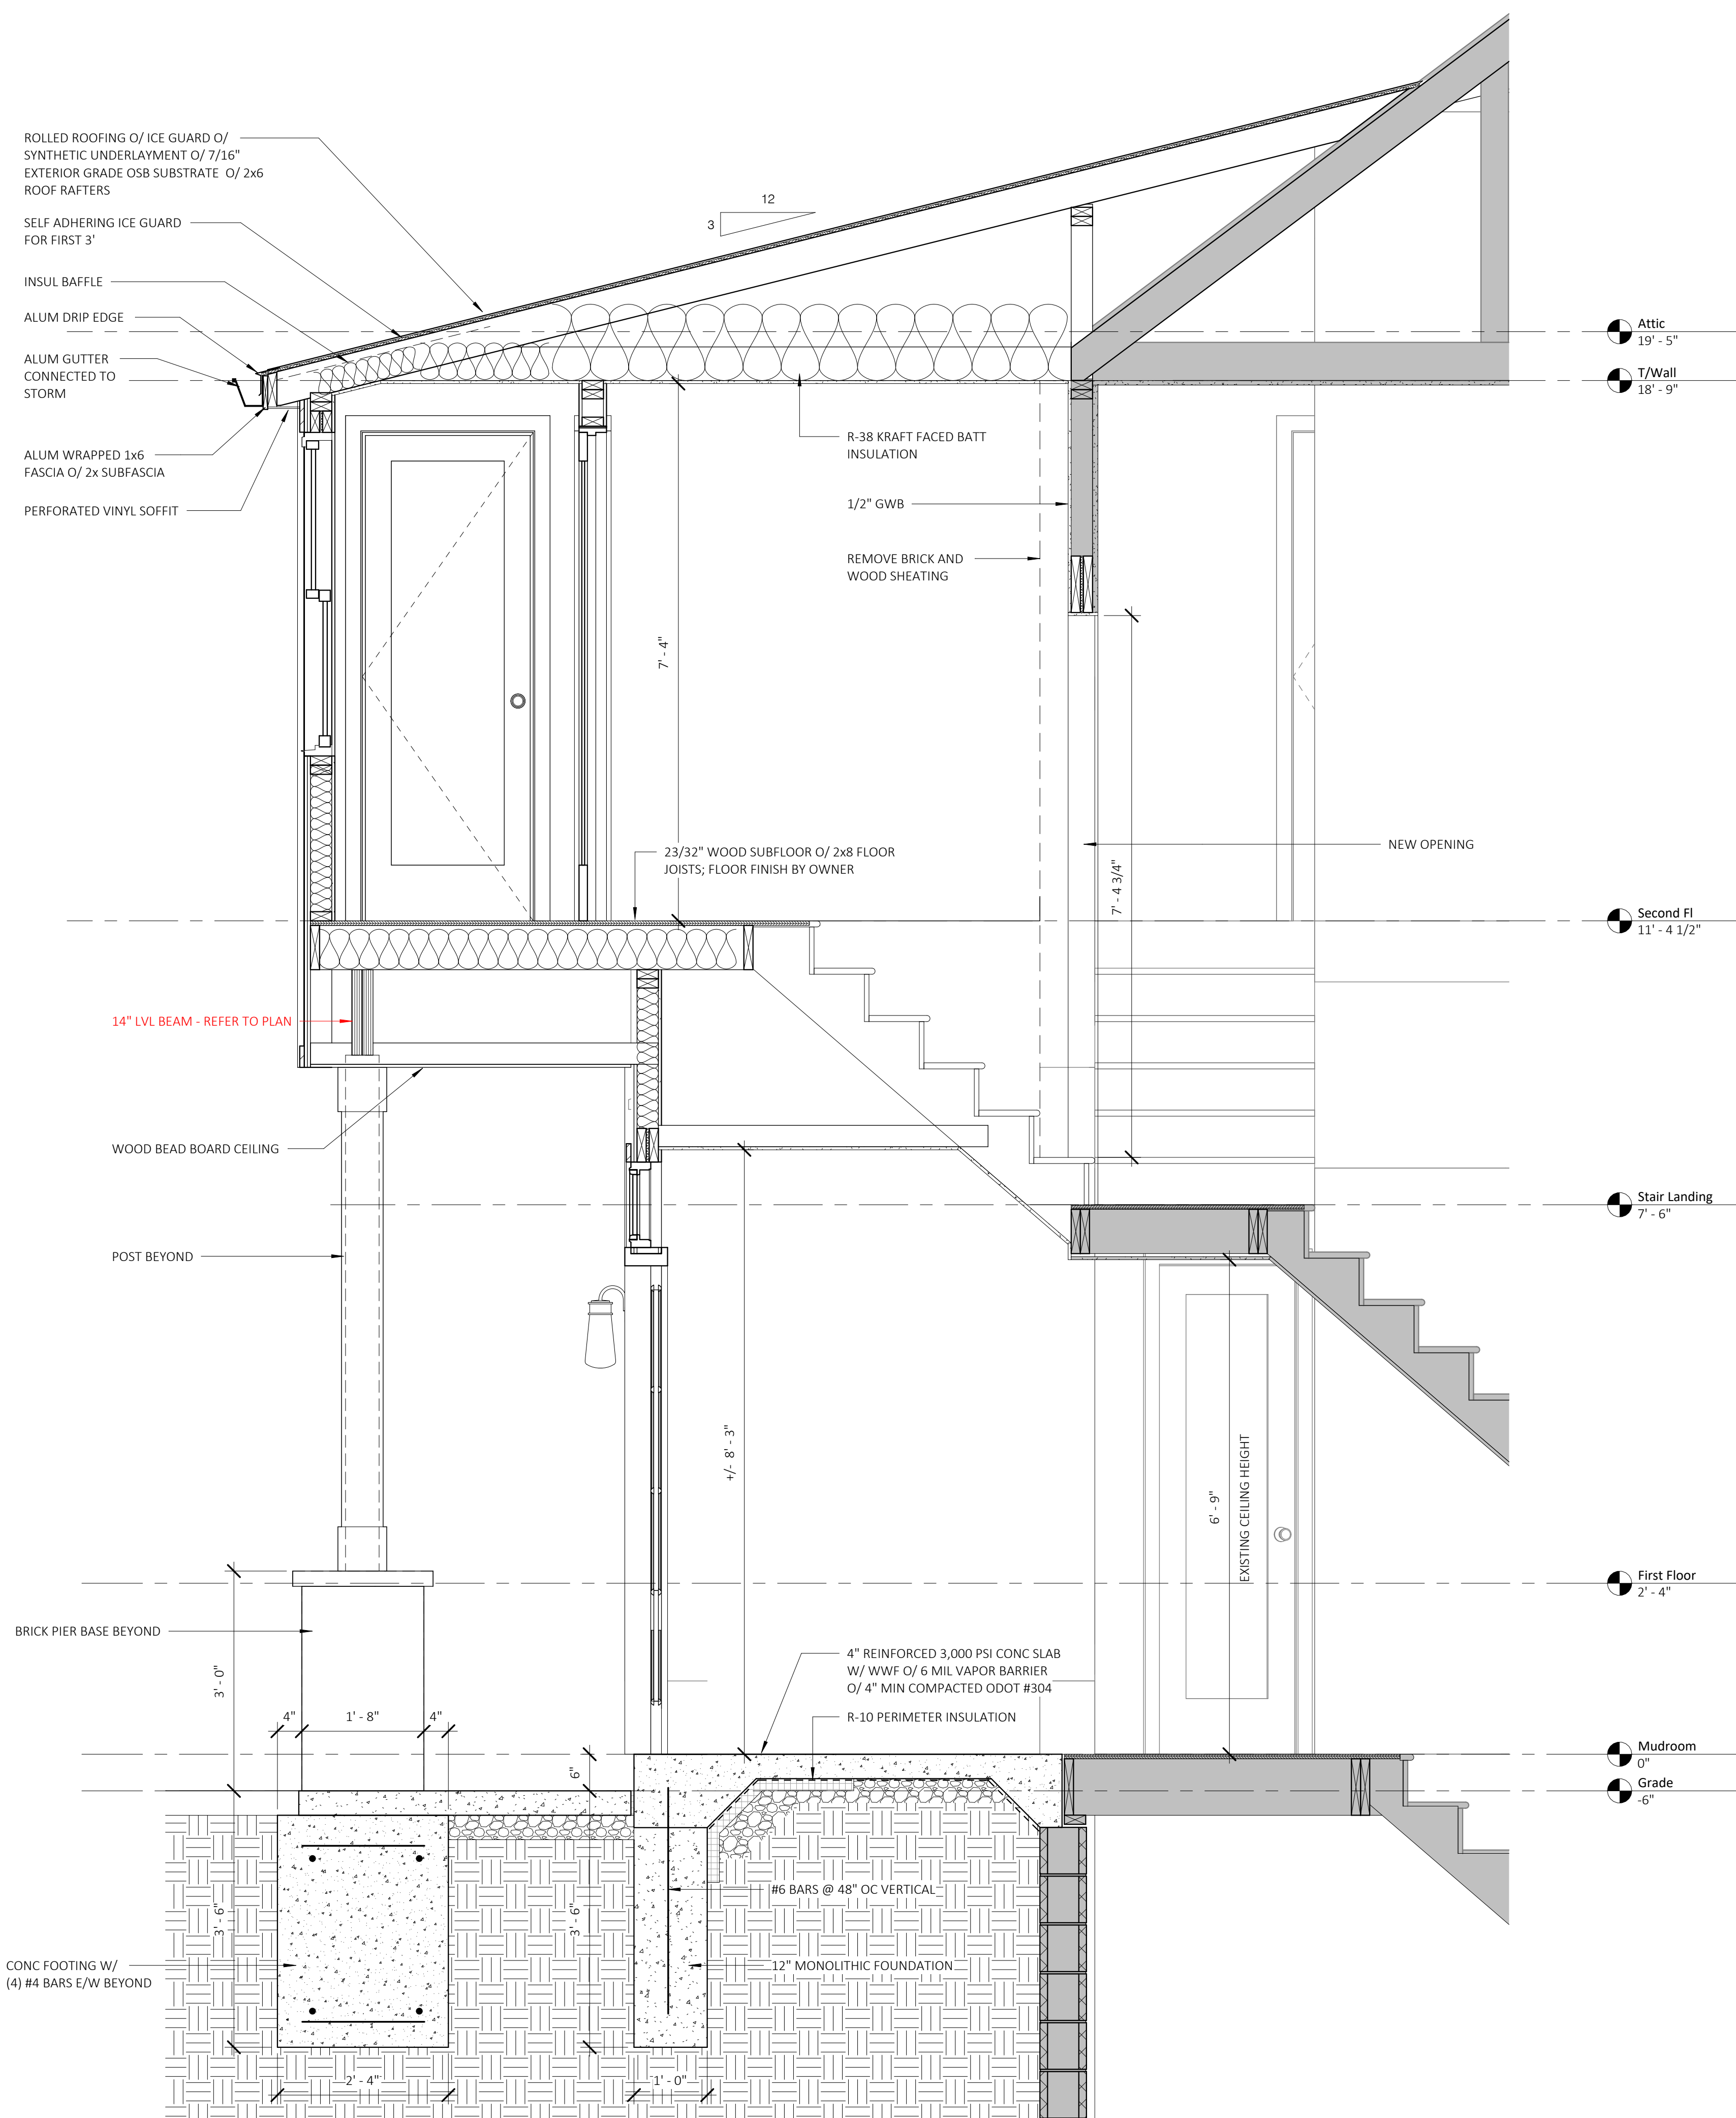 ROLLED ROOFING O/ ICE GUARD O/
SYNTHETIC UNDERLAYMENT O/ 7/16"
EXTERIOR GRADE OSB SUBSTRATE O/ 2x6
ROOF RAFTERS
SELF ADHERING ICE GUARD
FOR FIRST 3'
INSUL BAFFLE
ALUM DRIP EDGE
ALUM GUTTER
CONNECTED TO
STORM
ALUM WRAPPED 1x6
FASCIA O/ 2x SUBFASCIA
PERFORATED VINYL SOFFIT
12
3
Attic
19' - 5"
T/Wall
18' - 9"
R-38 KRAFT FACED BATT
INSULATION
1/2" GWB
REMOVE BRICK AND
WOOD SHEATING
7' - 4"
NEW OPENING
23/32" WOOD SUBFLOOR O/ 2x8 FLOOR
JOISTS; FLOOR FINISH BY OWNER
7' - 4 3/4"
Second Fl
11' - 4 1/2"
14" LVL BEAM - REFER TO PLAN
WOOD BEAD BOARD CEILING
Stair Landing
7' - 6"
POST BEYOND
+/- 8' - 3"
6' - 9"
EXISTING CEILING HEIGHT
First Floor
2' - 4"
BRICK PIER BASE BEYOND
3' - 0"
4"
1' - 8"
4"
4" REINFORCED 3,000 PSI CONC SLAB
W/ WWF O/ 6 MIL VAPOR BARRIER
O/ 4" MIN COMPACTED ODOT #304
R-10 PERIMETER INSULATION
6"
Mudroom
0"
Grade
-6"
#6 BARS @ 48" OC VERTICAL
3' - 6"
3' - 6"
12" MONOLITHIC FOUNDATION
CONC FOOTING W/
(4) #4 BARS E/W BEYOND
2' - 4"
1' - 0"